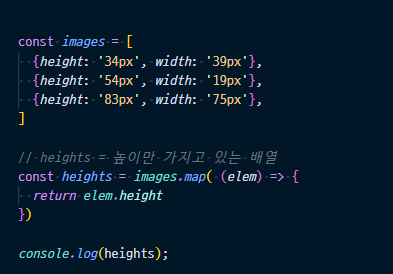 const images = [
  {height: '34px', width: '39px'},
  {height: '54px', width: '19px'},
  {height: '83px', width: '75px'},
]
// heights = 높이만 가지고 있는 배열
const heights = images.map( (elem) => {
  return elem.height
})
console.log(heights);